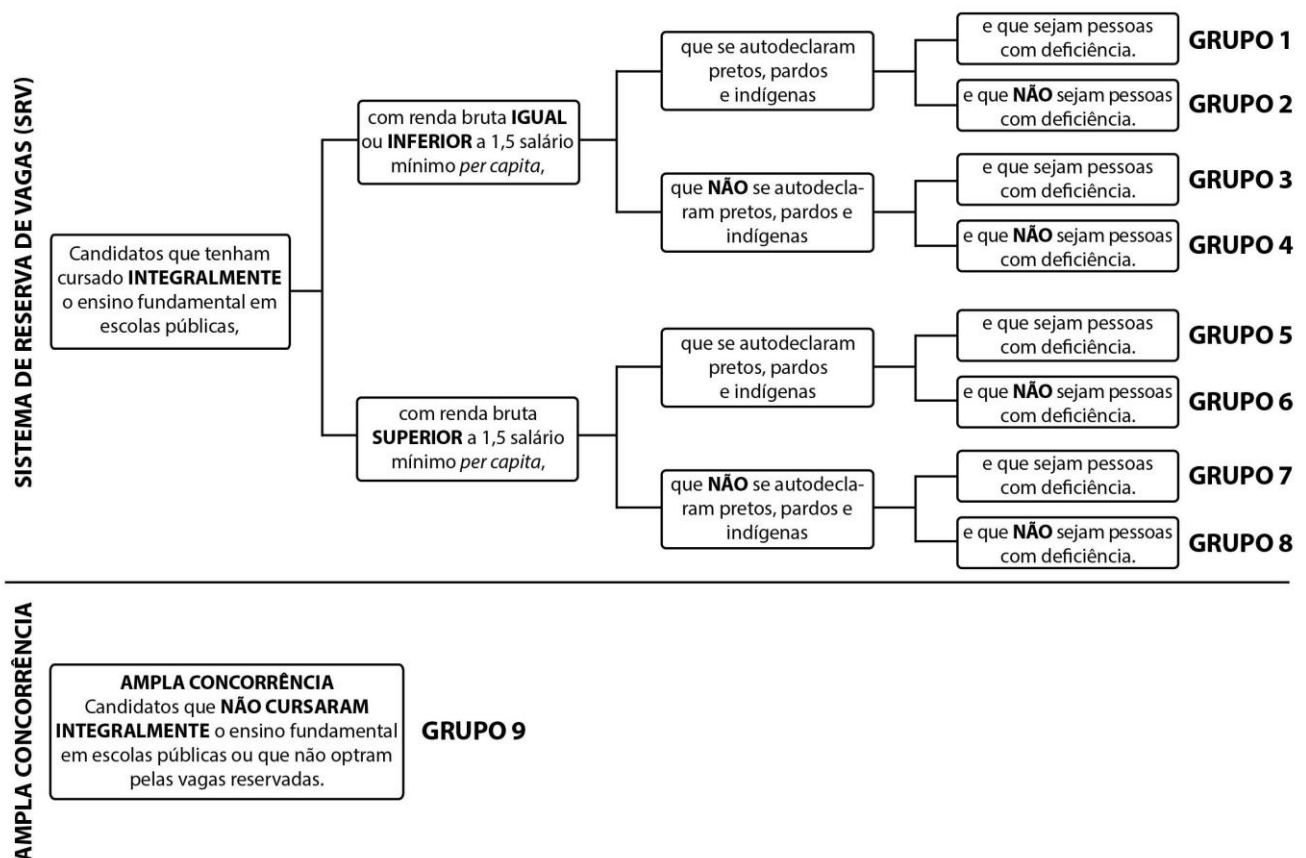 SISTEMA DE RESERVA DE VAGAS (SRV)
Candidatos que tenham
cursado INTEGRALMENTE
o ensino fundamental em
escolas públicas,
com renda bruta IGUAL
ou INFERIOR a 1,5 salário
mínimo per capita,
que se autodeclaram
pretos, pardos
e indígenas
e que sejam pessoas
com deficiência.
GRUPO 1
e que NÃO sejam pessoas
com deficiência.
GRUPO 2
que NÃO se autodecla-
ram pretos, pardos e
indígenas
e que sejam pessoas
com deficiência.
GRUPO 3
e que NÃO sejam pessoas
com deficiência.
GRUPO 4
com renda bruta
SUPERIOR a 1,5 salário
mínimo per capita,
que se autodeclaram
pretos, pardos
e indígenas
e que sejam pessoas
com deficiência.
GRUPO 5
e que NÃO sejam pessoas
com deficiência.
GRUPO 6
que NÃO se autodecla-
ram pretos, pardos e
indígenas
e que sejam pessoas
com deficiência.
GRUPO 7
e que NÃO sejam pessoas
com deficiência.
GRUPO 8
AMPLA CONCORRÊNCIA
AMPLA CONCORRÊNCIA
Candidatos que NÃO CURSARAM
INTEGRALMENTE o ensino fundamental
em escolas públicas ou que não optram
pelas vagas reservadas.
GRUPO 9